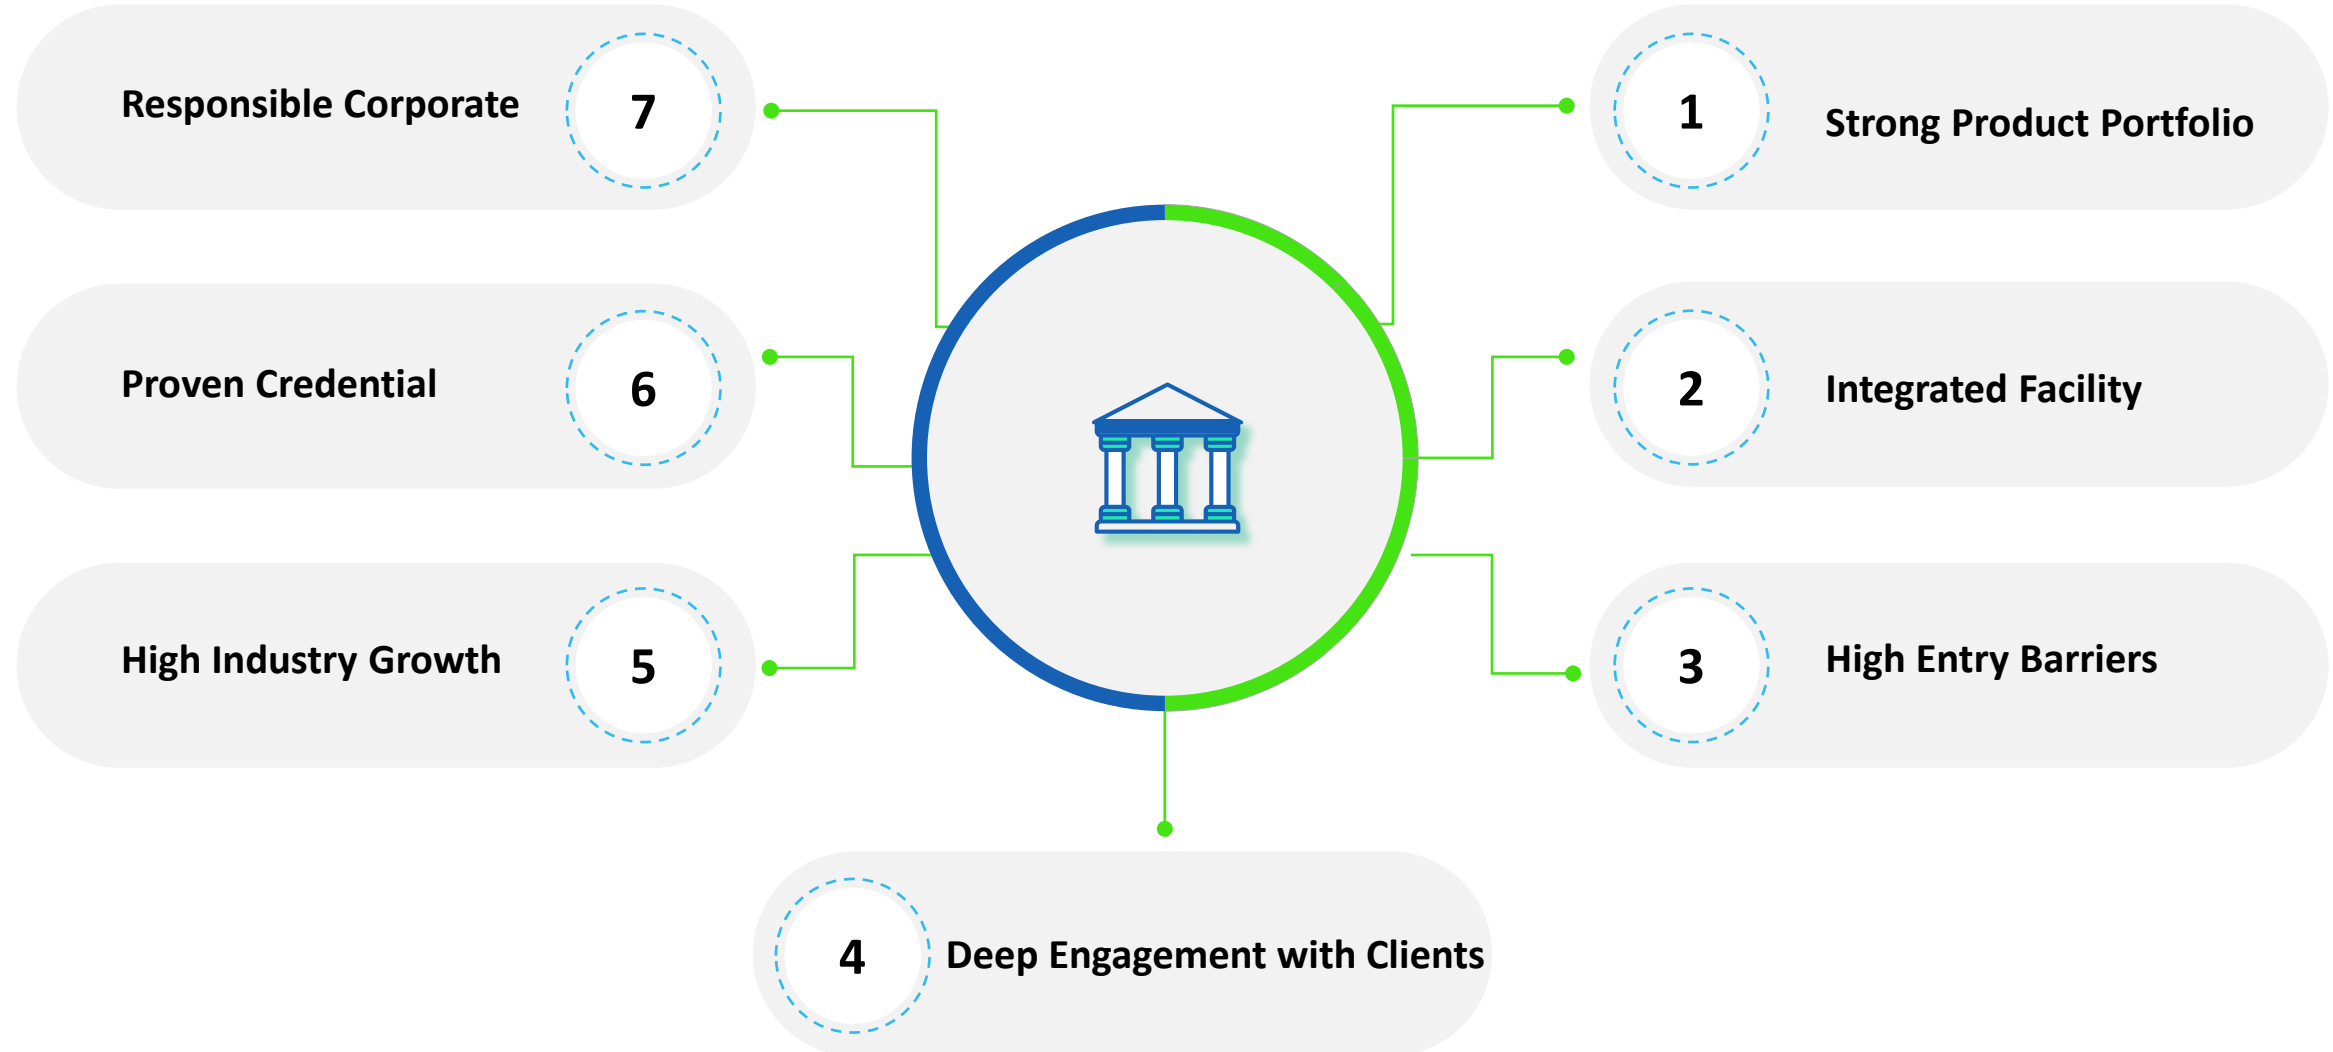 Responsible Corporate
7
1
Strong Product Portfolio
Proven Credential
6
2
Integrated Facility
High Industry Growth
5
3
High Entry Barriers
4
Deep Engagement with Clients